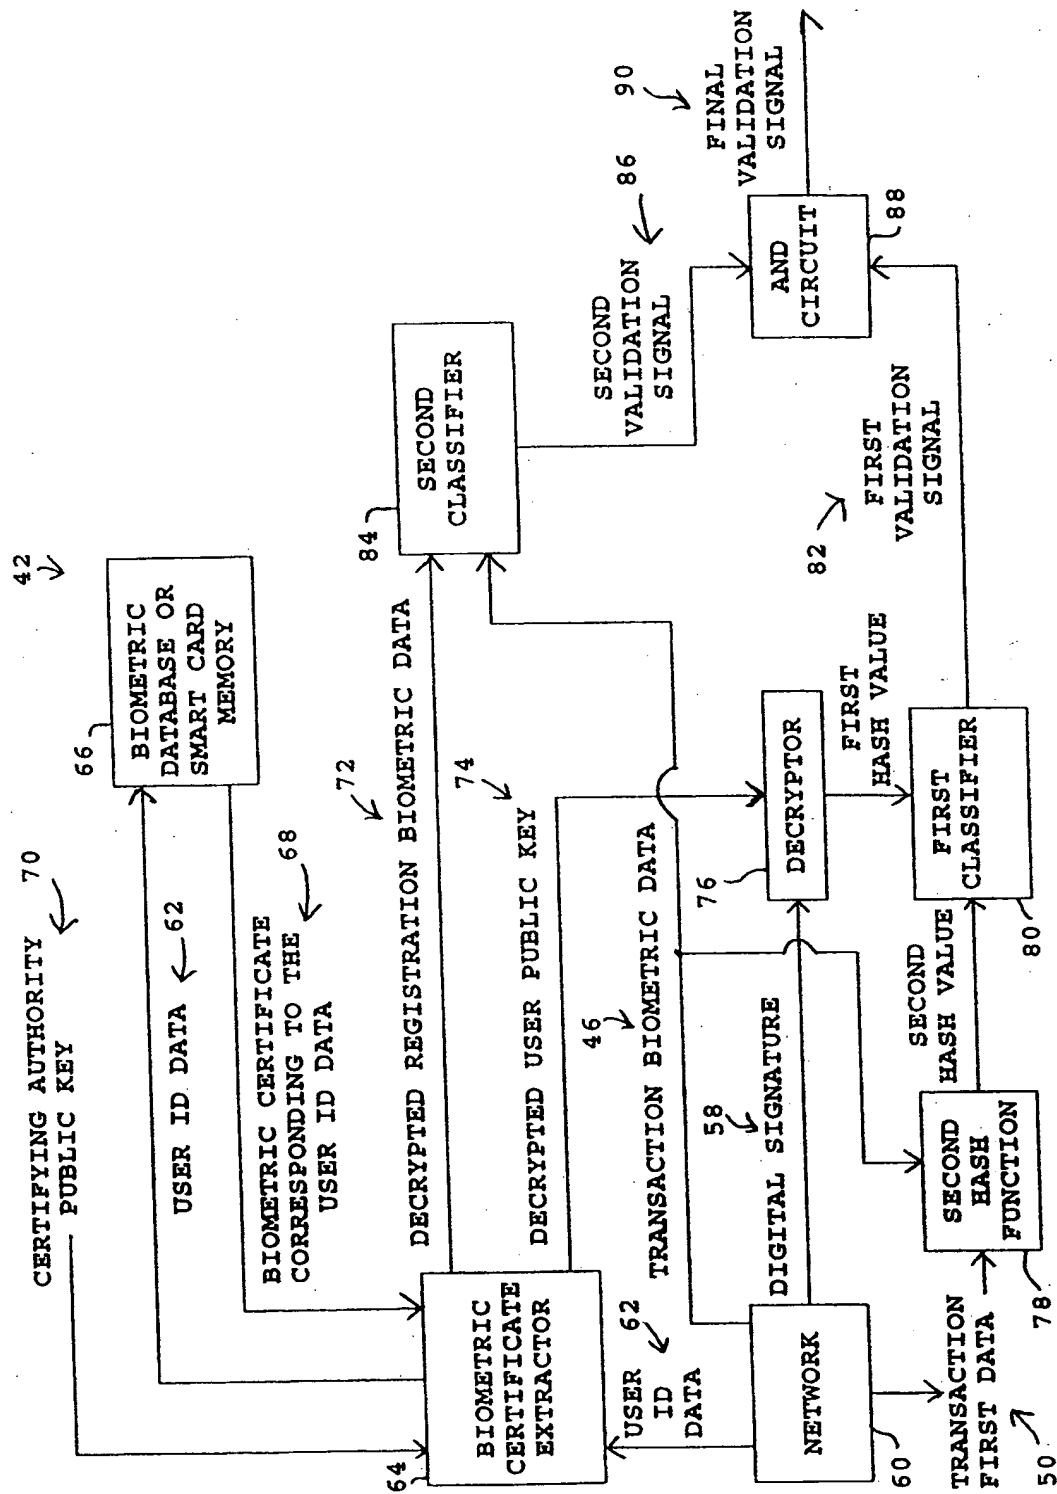 42
CERTIFYING AUTHORITY
PUBLIC KEY
70
USER ID DATA
62
66
BIOMETRIC
DATABASE OR
SMART CARD
MEMORY
BIOMETRIC CERTIFICATE
CORRESPONDING TO THE
USER ID DATA
68
72
DECRYPTED REGISTRATION BIOMETRIC DATA
84
SECOND
CLASSIFIER
64
BIOMETRIC
CERTIFICATE
EXTRACTOR
74
DECRYPTED USER PUBLIC KEY
SECOND
VALIDATION
SIGNAL
86
90
FINAL
VALIDATION
SIGNAL
USER
ID
DATA
62
46
TRANSACTION BIOMETRIC DATA
76
DECRYPTOR
AND
CIRCUIT
88
58
DIGITAL SIGNATURE
NETWORK
60
FIRST
HASH VALUE
82
FIRST
VALIDATION
SIGNAL
SECOND
HASH VALUE
FIRST
CLASSIFIER
80
TRANSACTION
FIRST DATA
50
SECOND
HASH
FUNCTION
78